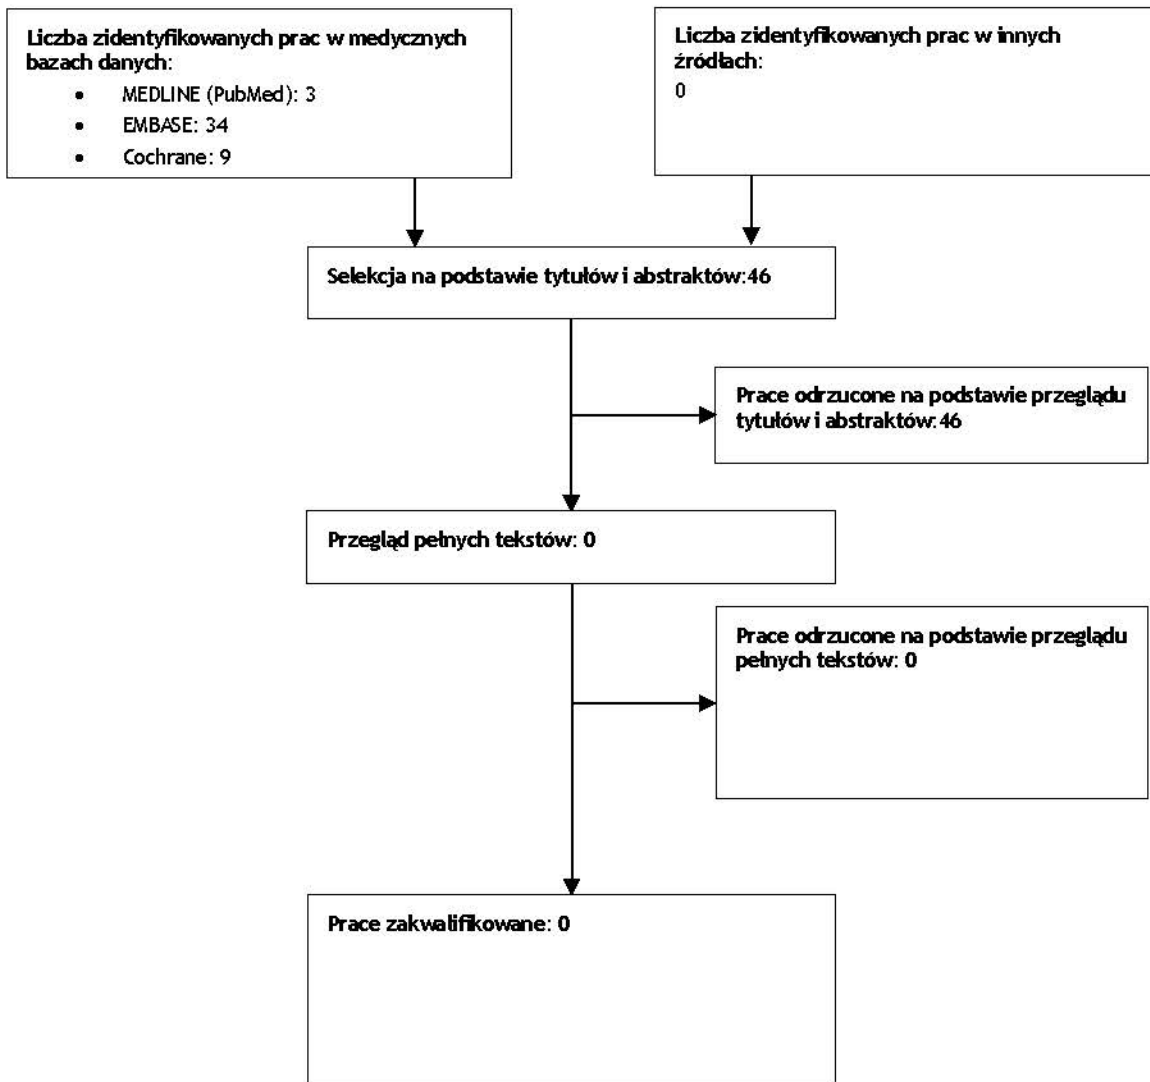 Liczba zidentyfikowanych prac w medycznych
bazach danych:
• MEDLINE (PubMed): 3
• EMBASE: 34
• Cochrane: 9
Liczba zidentyfikowanych prac w innych
źródłach:
0
Selekcja na podstawie tytułów i abstraktów:46
Prace odrzucone na podstawie przeglądu
tytułów i abstraktów:46
Przegląd pełnych tekstów: 0
Prace odrzucone na podstawie przeglądu
pełnych tekstów: 0
Prace zakwalifikowane: 0